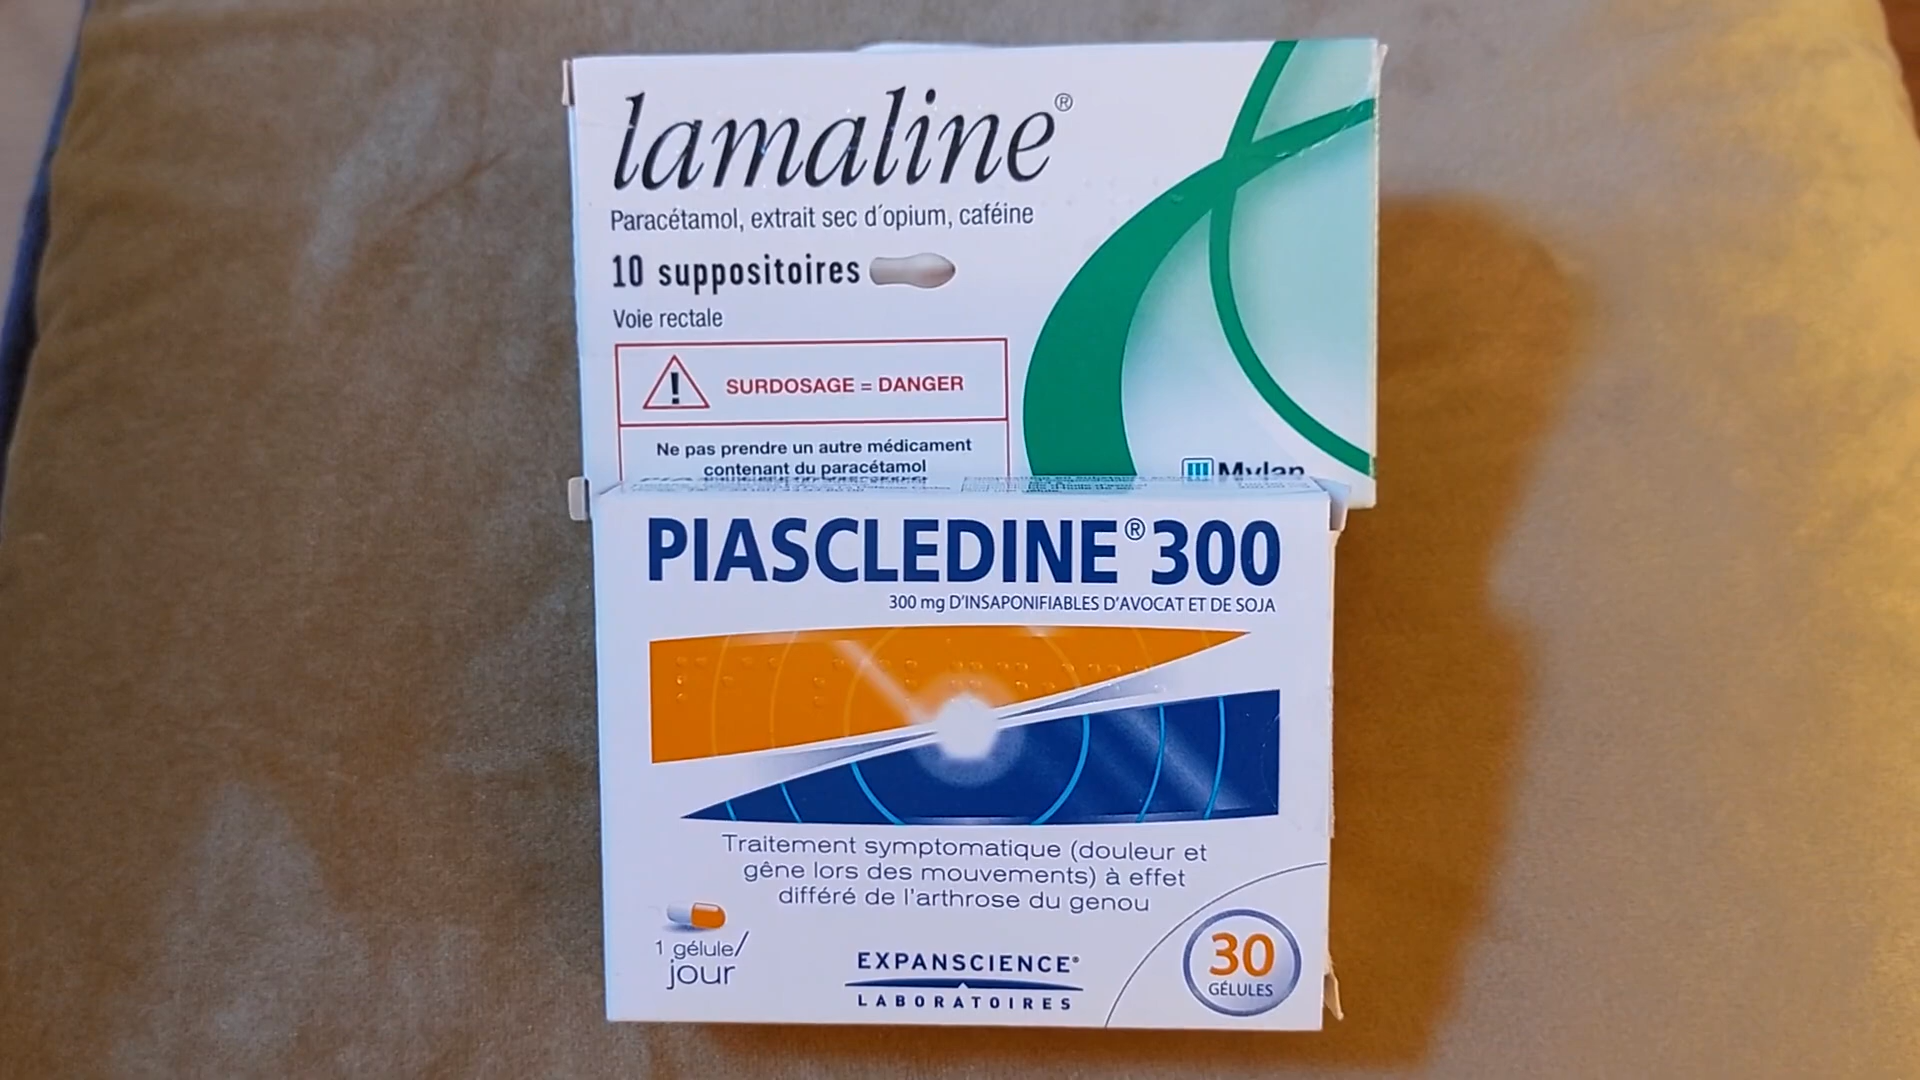 lamaline®
Paracétamol, extrait sec d'opium, caféine
10 suppositoires
Voie rectale
! SURDOSAGE = DANGER
Ne pas prendre un autre médicament
contenant du paracétamol
Mylan
PIASCLEDINE® 300
300 mg D'INSAPONIFIABLES D'AVOCAT ET DE SOJA
Traitement symptomatique (douleur et
gêne lors des mouvements) à effet
différé de l'arthrose du genou
1 gélule/
jour
EXPANSCIENCE®
LABORATOIRES
30
GÉLULES